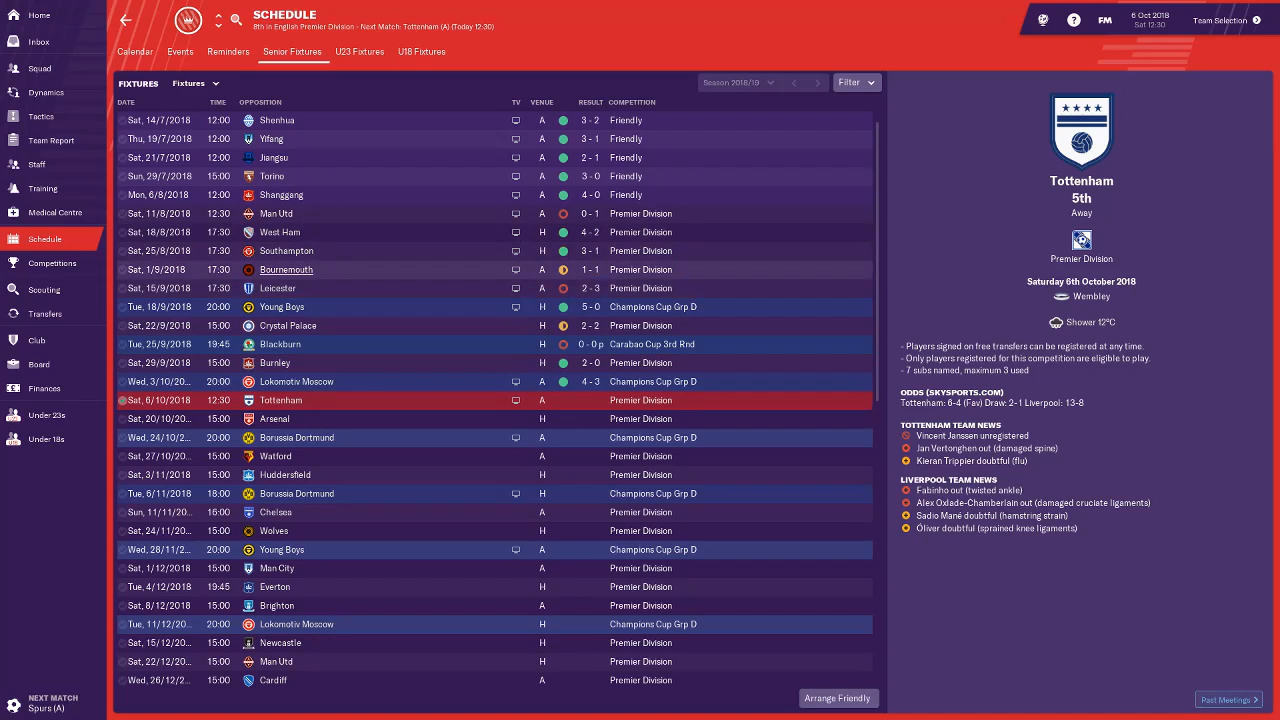 Home
Inbox
Squad
Dynamics
Tactics
Team Report
Staff
Training
Medical Centre
Schedule
Competitions
Scouting
Transfers
Club
Board
Finances
Under 23s
Under 18s
NEXT MATCH
Spurs (A)
SCHEDULE
8th in English Premier Division - Next Match: Tottenham (A) (Today 12:30)
? FM 6 Oct 2018 Sat 12:30 Team Selection
Calendar Events Reminders Senior Fixtures U23 Fixtures U18 Fixtures
FIXTURES Fixtures Season 2018/19 Filter
DATE TIME OPPOSITION TV VENUE RESULT COMPETITION
Sat, 14/7/2018 12:00 Shenhua A 3 - 2 Friendly
Thu, 19/7/2018 12:00 Yifang A 3 - 1 Friendly
Sat, 21/7/2018 12:00 Jiangsu A 2 - 1 Friendly
Sun, 29/7/2018 15:00 Torino A 3 - 0 Friendly
Mon, 6/8/2018 12:00 Shanggang A 4 - 0 Friendly
Sat, 11/8/2018 12:30 Man Utd A 0 - 1 Premier Division
Sat, 18/8/2018 17:30 West Ham H 4 - 2 Premier Division
Sat, 25/8/2018 17:30 Southampton H 3 - 1 Premier Division
Sat, 1/9/2018 17:30 Bournemouth A 1 - 1 Premier Division
Sat, 15/9/2018 17:30 Leicester A 2 - 3 Premier Division
Tue, 18/9/2018 20:00 Young Boys H 5 - 0 Champions Cup Grp D
Sat, 22/9/2018 15:00 Crystal Palace H 2 - 2 Premier Division
Tue, 25/9/2018 19:45 Blackburn H 0 - 0 p Carabao Cup 3rd Rnd
Sat, 29/9/2018 15:00 Burnley H 2 - 0 Premier Division
Wed, 3/10/20... 20:00 Lokomotiv Moscow A 4 - 3 Champions Cup Grp D
Sat, 6/10/2018 12:30 Tottenham A Premier Division
Sat, 20/10/20... 15:00 Arsenal H Premier Division
Wed, 24/10/20... 20:00 Borussia Dortmund A Champions Cup Grp D
Sat, 27/10/20... 15:00 Watford A Premier Division
Sat, 3/11/2018 15:00 Huddersfield H Premier Division
Tue, 6/11/2018 18:00 Borussia Dortmund H Champions Cup Grp D
Sun, 11/11/20... 16:00 Chelsea A Premier Division
Sat, 24/11/20... 15:00 Wolves H Premier Division
Wed, 28/11/2... 20:00 Young Boys A Champions Cup Grp D
Sat, 1/12/2018 15:00 Man City A Premier Division
Tue, 4/12/2018 19:45 Everton H Premier Division
Sat, 8/12/2018 15:00 Brighton A Premier Division
Tue, 11/12/20... 20:00 Lokomotiv Moscow H Champions Cup Grp D
Sat, 15/12/20... 15:00 Newcastle H Premier Division
Sat, 22/12/20... 15:00 Man Utd H Premier Division
Wed, 26/12/2... 15:00 Cardiff A Premier Division
Arrange Friendly
Tottenham
5th
Away
Premier Division
Saturday 6th October 2018
Wembley
Shower 12°C
- Players signed on free transfers can be registered at any time.
- Only players registered for this competition are eligible to play.
- 7 subs named, maximum 3 used
ODDS (SKYSPORTS.COM)
Tottenham: 6-4 (Fav) Draw: 2-1 Liverpool: 13-8
TOTTENHAM TEAM NEWS
Vincent Janssen unregistered
Jan Vertonghen out (damaged spine)
Kieran Trippier doubtful (flu)
LIVERPOOL TEAM NEWS
Fabinho out (twisted ankle)
Alex Oxlade-Chamberlain out (damaged cruciate ligaments)
Sadio Mané doubtful (hamstring strain)
Óliver doubtful (sprained knee ligaments)
Past Meetings